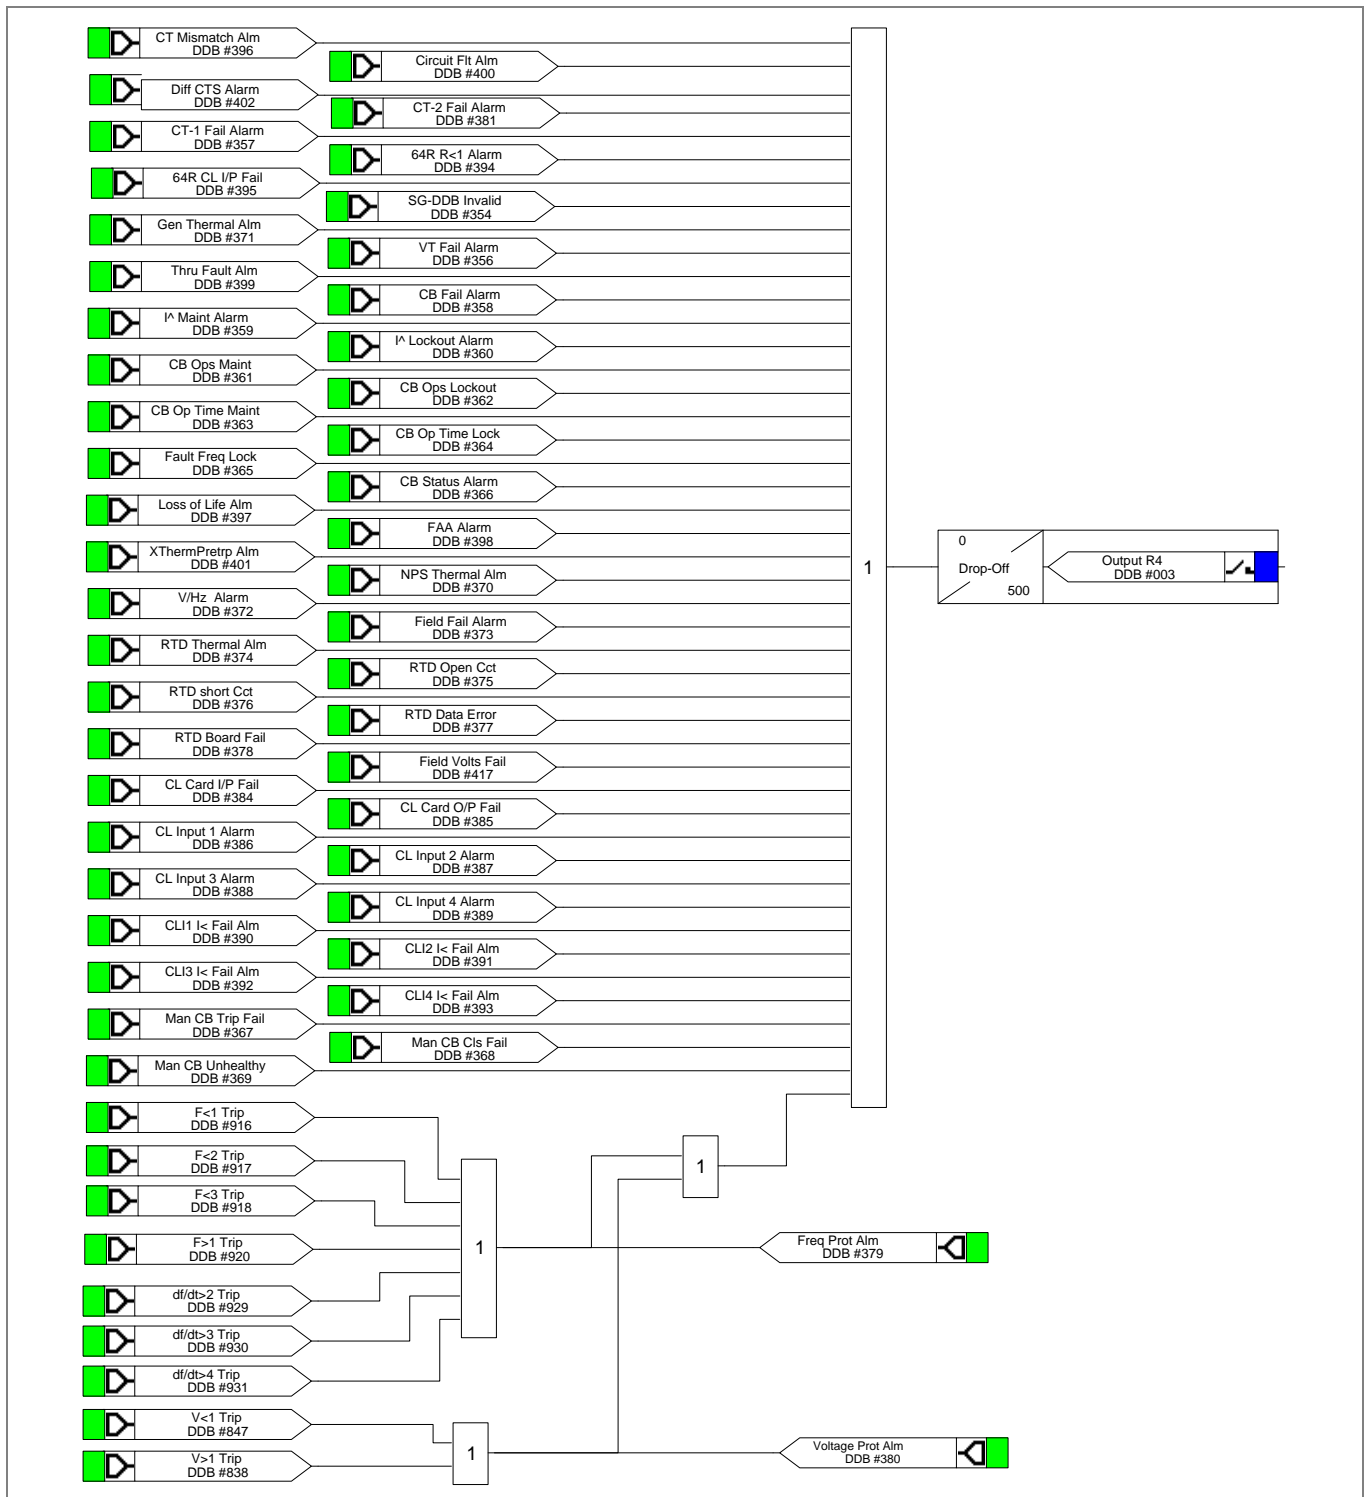 CT Mismatch Alm
DDB #396
Circuit Flt Alm
DDB #400
Diff CTS Alarm
DDB #402
CT-2 Fail Alarm
DDB #381
CT-1 Fail Alarm
DDB #357
64R R<1 Alarm
DDB #394
64R CL I/P Fail
DDB #395
SG-DDB Invalid
DDB #354
Gen Thermal Alm
DDB #371
VT Fail Alarm
DDB #356
Thru Fault Alm
DDB #399
CB Fail Alarm
DDB #358
I^ Maint Alarm
DDB #359
I^ Lockout Alarm
DDB #360
CB Ops Maint
DDB #361
CB Ops Lockout
DDB #362
CB Op Time Maint
DDB #363
CB Op Time Lock
DDB #364
Fault Freq Lock
DDB #365
CB Status Alarm
DDB #366
Loss of Life Alm
DDB #397
FAA Alarm
DDB #398
XThermPretrp Alm
DDB #401
NPS Thermal Alm
DDB #370
V/Hz Alarm
DDB #372
Field Fail Alarm
DDB #373
RTD Thermal Alm
DDB #374
RTD Open Cct
DDB #375
RTD short Cct
DDB #376
RTD Data Error
DDB #377
RTD Board Fail
DDB #378
Field Volts Fail
DDB #417
CL Card I/P Fail
DDB #384
CL Card O/P Fail
DDB #385
CL Input 1 Alarm
DDB #386
CL Input 2 Alarm
DDB #387
CL Input 3 Alarm
DDB #388
CL Input 4 Alarm
DDB #389
CLI1 I< Fail Alm
DDB #390
CLI2 I< Fail Alm
DDB #391
CLI3 I< Fail Alm
DDB #392
CLI4 I< Fail Alm
DDB #393
Man CB Trip Fail
DDB #367
Man CB Cls Fail
DDB #368
Man CB Unhealthy
DDB #369
1
0
Drop-Off
500
Output R4
DDB #003
F<1 Trip
DDB #916
F<2 Trip
DDB #917
F<3 Trip
DDB #918
F>1 Trip
DDB #920
df/dt>2 Trip
DDB #929
df/dt>3 Trip
DDB #930
df/dt>4 Trip
DDB #931
1
1
Freq Prot Alm
DDB #379
V<1 Trip
DDB #847
V>1 Trip
DDB #838
1
Voltage Prot Alm
DDB #380